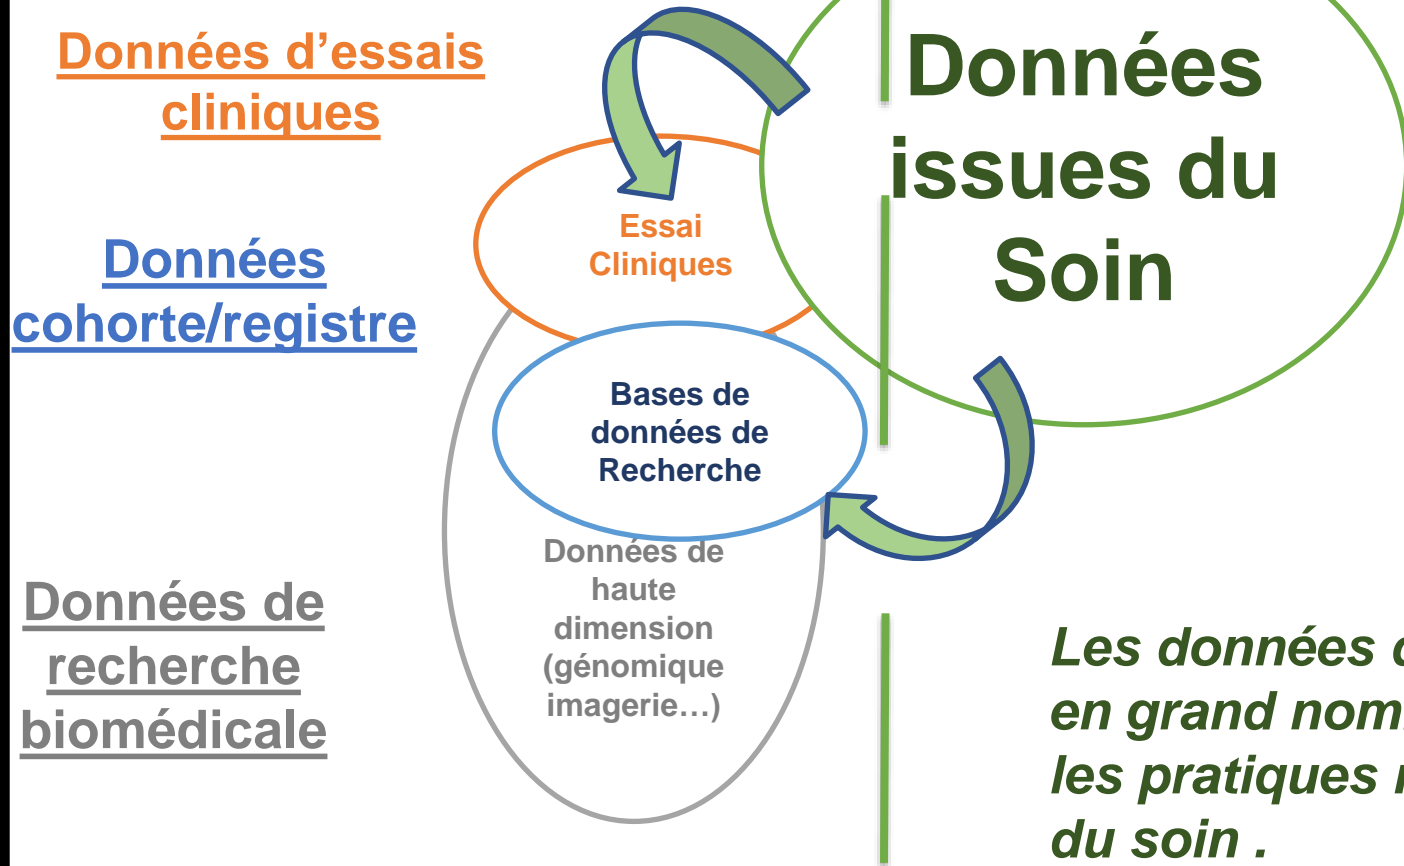 Données d’essais
cliniques
Données
cohorte/registre
Données de
recherche
biomédicale
Essai
Cliniques
Bases de
données de
Recherche
Données de
haute
dimension
(génomique
imagerie…)
Données
issues du
Soin
Les données
en grand
les pratiques
du soin .